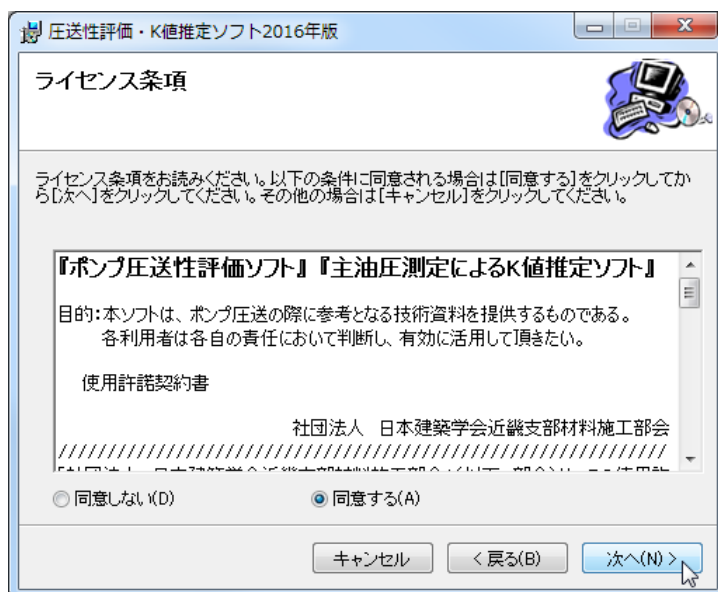 圧送性評価・K値推定ソフト2016年版
ライセンス条項
ライセンス条項をお読みください。以下の条件に同意される場合は[同意する]をクリックしてか
ら[次へ]をクリックしてください。その他の場合は[キャンセル]をクリックしてください。
『ポンプ圧送性評価ソフト』『主油圧測定によるK値推定ソフト』
目的:本ソフトは、ポンプ圧送の際に参考となる技術資料を提供するものである。
各利用者は各自の責任において判断し、有効に活用して頂きたい。
使用許諾契約書
社団法人 日本建築学会近畿支部材料施工部会
//////////////////////////////////////////////////////
同意しない(D)
同意する(A)
キャンセル
< 戻る(B)
次へ(N) >